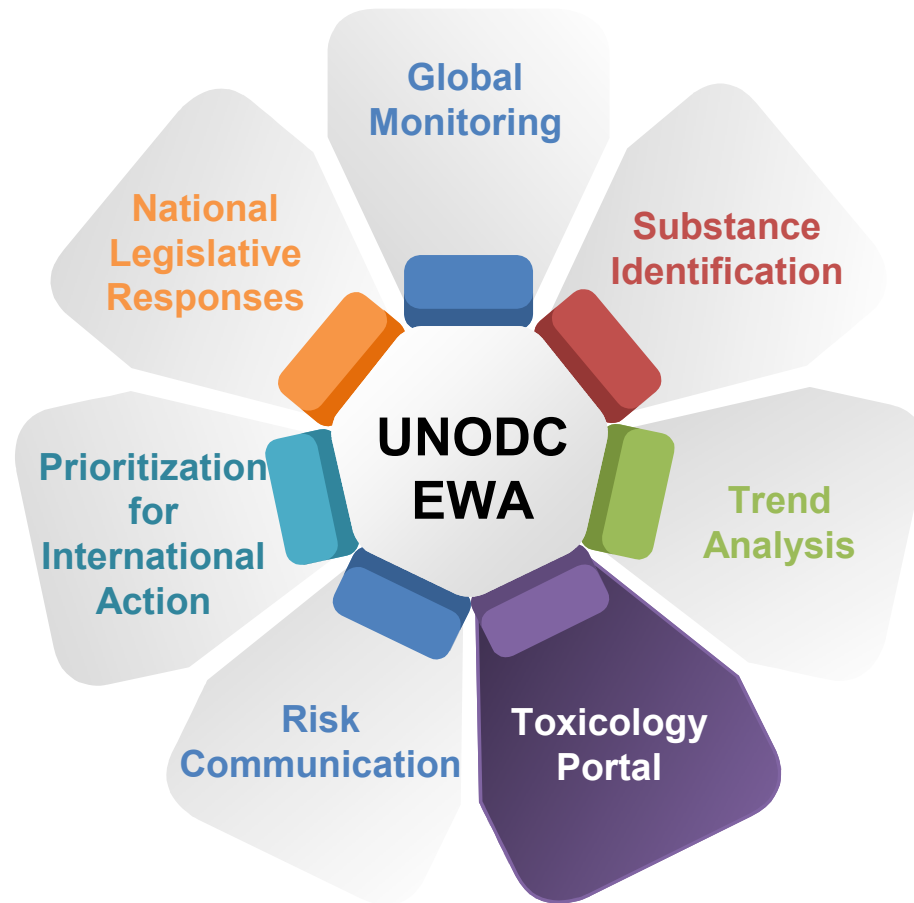 Global
Monitoring
Substance
Identification
Trend
Analysis
Toxicology
Portal
Risk
Communication
Prioritization
for
International
Action
National
Legislative
Responses
UNODC
EWA